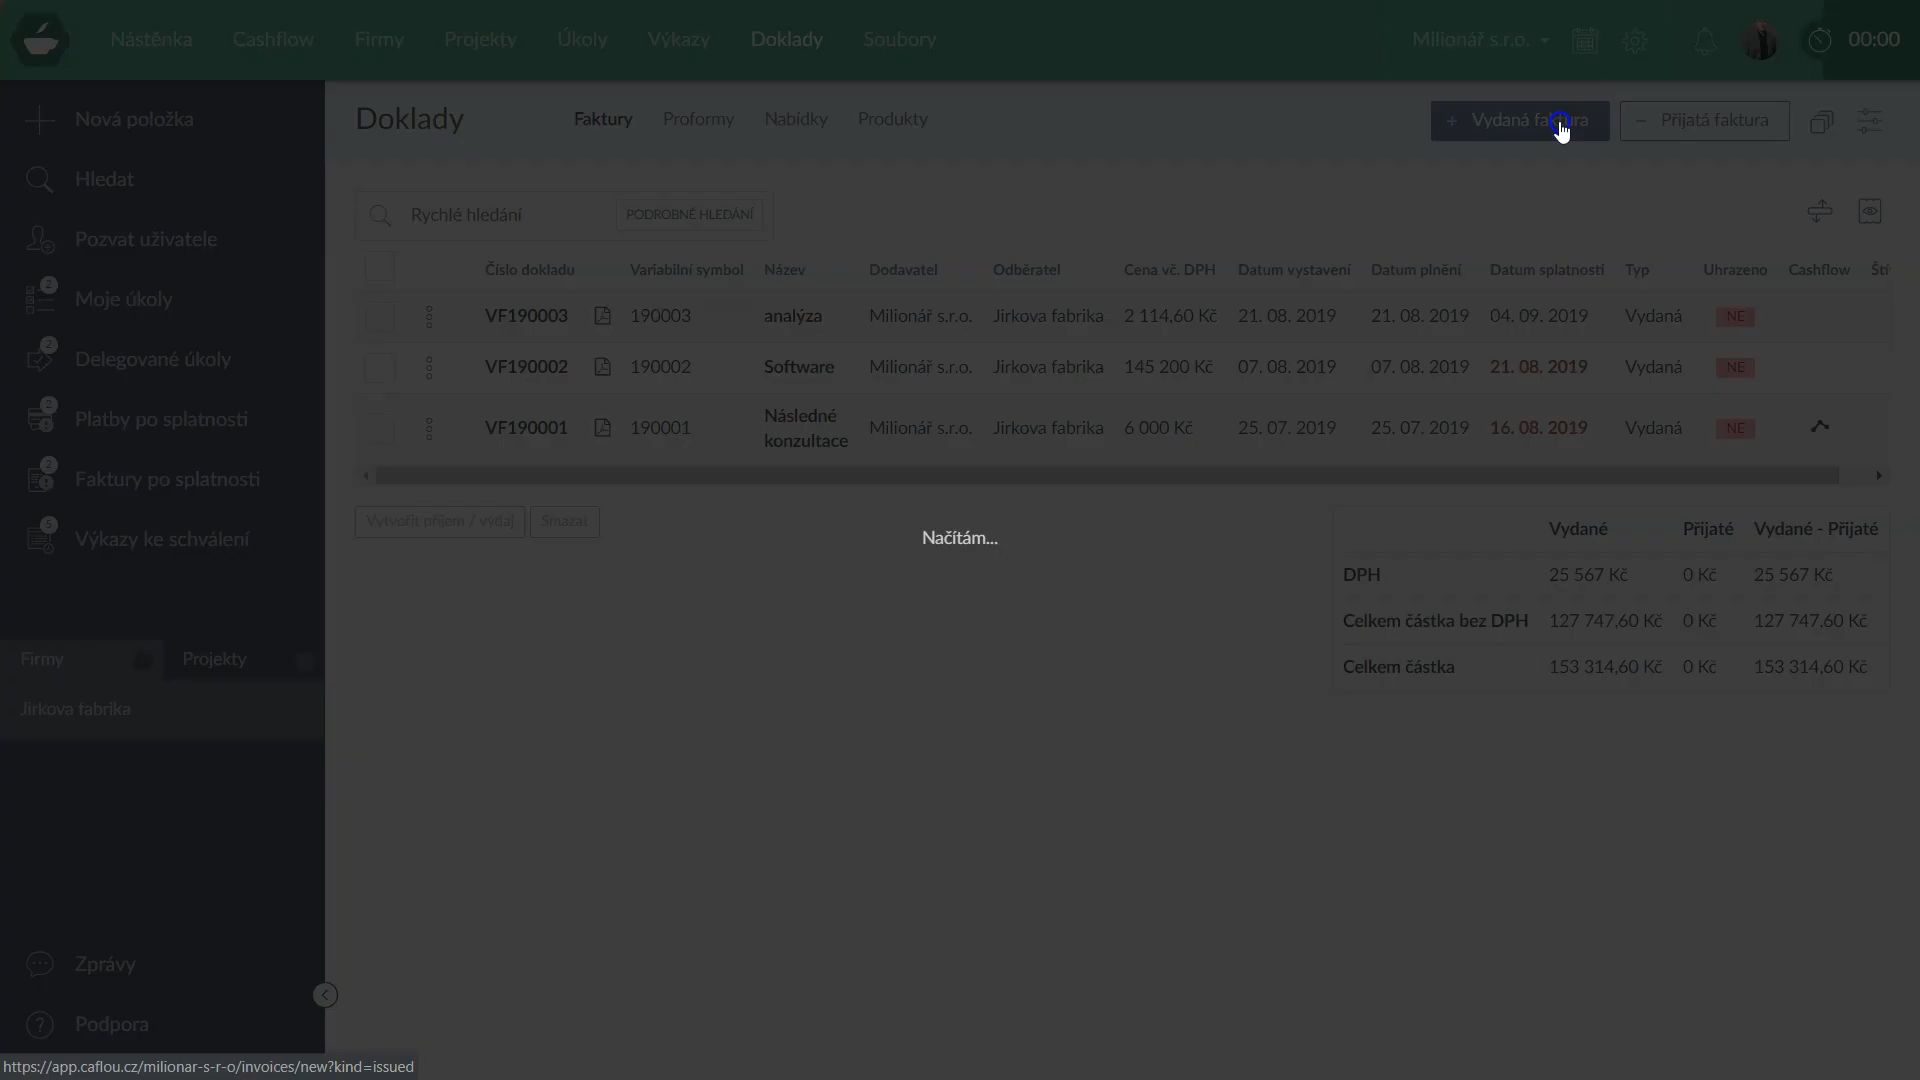 Nástěnka Cashflow Firmy Projekty Úkoly Výkazy Doklady Soubory Milionář s.r.o. 00:00
Nová položka
Hledat
Pozvat uživatele
2
Moje úkoly
2
Delegované úkoly
2
Platby po splatnosti
2
Faktury po splatnosti
5
Výkazy ke schválení
Firmy Projekty
Jirkova fabrika
Zprávy
Podpora
Doklady Faktury Proformy Nabídky Produkty + Vydaná faktura − Přijatá faktura
Rychlé hledání PODROBNÉ HLEDÁNÍ
Číslo dokladu Variabilní symbol Název Dodavatel Odběratel Cena vč. DPH Datum vystavení Datum plnění Datum splatnosti Typ Uhrazeno Cashflow Ští
VF190003 190003 analýza Milionář s.r.o. Jirkova fabrika 2 114,60 Kč 21. 08. 2019 21. 08. 2019 04. 09. 2019 Vydaná NE
VF190002 190002 Software Milionář s.r.o. Jirkova fabrika 145 200 Kč 07. 08. 2019 07. 08. 2019 21. 08. 2019 Vydaná NE
VF190001 190001 Následné konzultace Milionář s.r.o. Jirkova fabrika 6 000 Kč 25. 07. 2019 25. 07. 2019 16. 08. 2019 Vydaná NE
Vytvořit příjem / výdaj Smazat
Načítám...
Vydané Přijaté Vydané - Přijaté
DPH 25 567 Kč 0 Kč 25 567 Kč
Celkem částka bez DPH 127 747,60 Kč 0 Kč 127 747,60 Kč
Celkem částka 153 314,60 Kč 0 Kč 153 314,60 Kč
https://app.caflou.cz/milionar-s-r-o/invoices/new?kind=issued